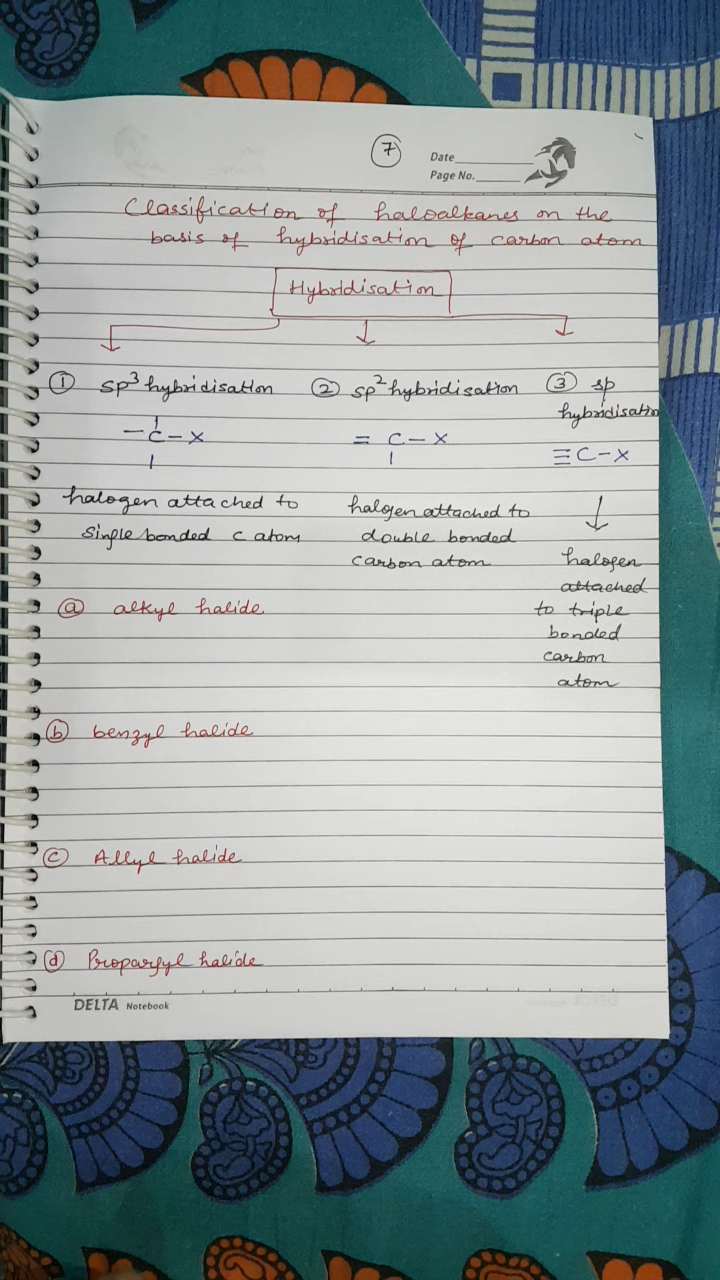 7
Date
Page No.
Classification of haloalkanes on the
basis of hybridisation of carbon atom
Hybridisation
① sp³ hybridisation
-C-X
halogen attached to
single bonded c atom
② sp² hybridisation
= C-X
halogen attached to
double bonded
carbon atom
③ sp
hybridisation
≡C-X
halogen
attached
to triple
bonded
carbon
atom
ⓐ alkyl halide
ⓑ benzyl halide
ⓒ Allyl halide
ⓓ Propargyl halide
DELTA Notebook